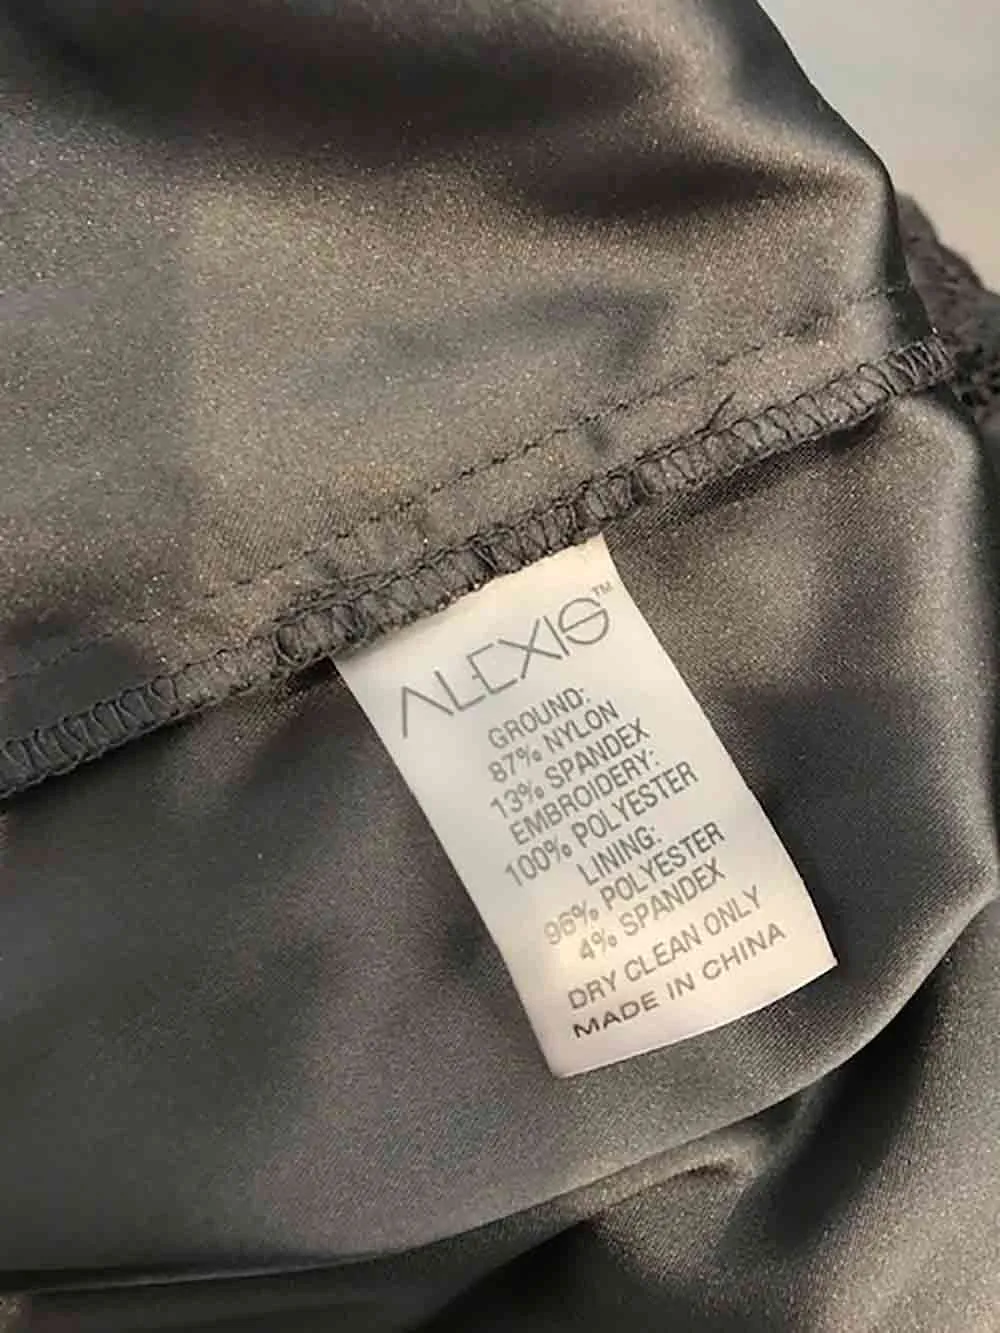 ALEXIS™
GROUND:
87% NYLON
13% SPANDEX
EMBROIDERY:
100% POLYESTER
LINING:
96% POLYESTER
4% SPANDEX
DRY CLEAN ONLY
MADE IN CHINA